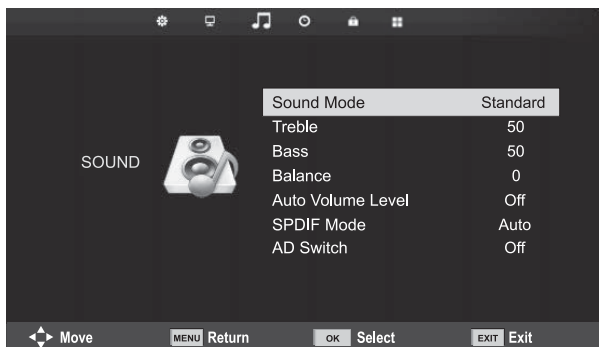 Sound Mode Standard
Treble 50
Bass 50
SOUND
Balance 0
Auto Volume Level Off
SPDIF Mode Auto
AD Switch Off
Move MENU Return OK Select EXIT Exit